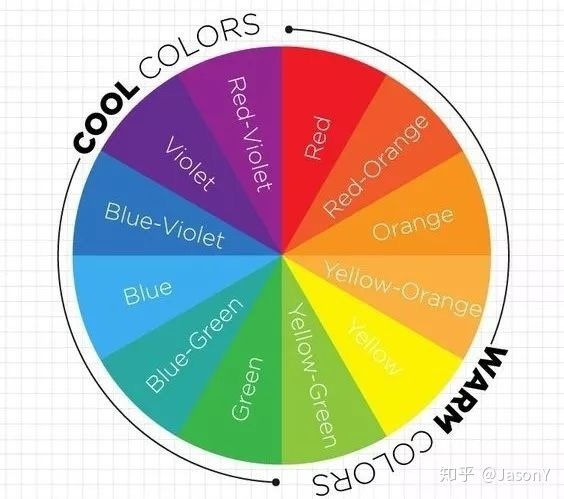 COOL COLORS
Red
Red-Orange
Orange
Yellow-Orange
Yellow
Yellow-Green
Green
Blue-Green
Blue
Blue-Violet
Violet
Red-Violet
WARM COLORS
知乎 @JasonY